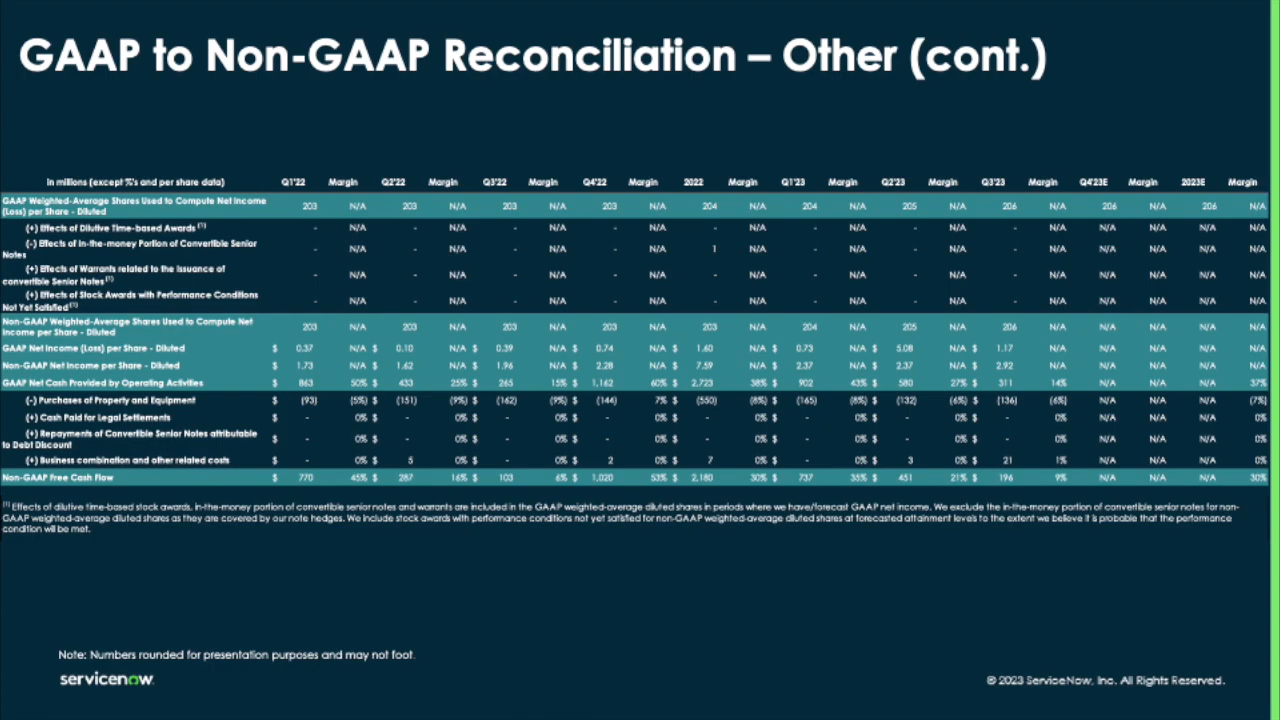 GAAP to Non-GAAP Reconciliation – Other (cont.)
In millions (except %'s and per share data) Q1'22 Margin Q2'22 Margin Q3'22 Margin Q4'22 Margin 2022 Margin Q1'23 Margin Q2'23 Margin Q3'23 Margin Q4'23E Margin 2023E Margin
GAAP Weighted-Average Shares Used to Compute Net Income
(Loss) per Share - Diluted 203 N/A 203 N/A 203 N/A 203 N/A 204 N/A 204 N/A 205 N/A 206 N/A 206 N/A 206 N/A
(+) Effects of Dilutive Time-based Awards (1) - N/A - N/A - N/A - N/A - N/A - N/A - N/A - N/A N/A N/A N/A N/A
(-) Effects of in-the-money Portion of Convertible Senior
Notes - N/A - N/A - N/A - N/A 1 N/A - N/A - N/A - N/A N/A N/A N/A N/A
(+) Effects of Warrants related to the issuance of
convertible Senior Notes (1) - N/A - N/A - N/A - N/A - N/A - N/A - N/A - N/A N/A N/A N/A N/A
(+) Effects of Stock Awards with Performance Conditions
Not Yet Satisfied (1) - N/A - N/A - N/A - N/A - N/A - N/A - N/A - N/A N/A N/A N/A N/A
Non-GAAP Weighted-Average Shares Used to Compute Net
Income per Share - Diluted 203 N/A 203 N/A 203 N/A 203 N/A 203 N/A 204 N/A 205 N/A 206 N/A N/A N/A N/A N/A
GAAP Net Income (Loss) per Share - Diluted $ 0.37 N/A $ 0.10 N/A $ 0.39 N/A $ 0.74 N/A $ 1.60 N/A $ 0.73 N/A $ 5.08 N/A $ 1.17 N/A N/A N/A N/A N/A
Non-GAAP Net Income per Share - Diluted $ 1.73 N/A $ 1.62 N/A $ 1.96 N/A $ 2.28 N/A $ 7.59 N/A $ 2.37 N/A $ 2.37 N/A $ 2.92 N/A N/A N/A N/A N/A
GAAP Net Cash Provided by Operating Activities $ 863 50% $ 433 25% $ 265 15% $ 1,162 60% $ 2,723 38% $ 902 43% $ 580 27% $ 311 14% N/A N/A N/A 37%
(-) Purchases of Property and Equipment $ (93) (5%) $ (151) (9%) $ (162) (9%) $ (144) 7% $ (550) (8%) $ (165) (8%) $ (132) (6%) $ (136) (6%) N/A N/A N/A (7%)
(+) Cash Paid for Legal Settlements $ - 0% $ - 0% $ - 0% $ - 0% $ - 0% $ - 0% $ - 0% $ - 0% N/A N/A N/A 0%
(+) Repayments of Convertible Senior Notes attributable
to Debt Discount $ - 0% $ - 0% $ - 0% $ - 0% $ - 0% $ - 0% $ - 0% $ - 0% N/A N/A N/A 0%
(+) Business combination and other related costs $ - 0% $ 5 0% $ - 0% $ 2 0% $ 7 0% $ - 0% $ 3 0% $ 21 1% N/A N/A N/A 0%
Non-GAAP Free Cash Flow $ 770 45% $ 287 16% $ 103 6% $ 1,020 53% $ 2,180 30% $ 737 35% $ 451 21% $ 196 9% N/A N/A N/A 30%
(1) Effects of dilutive time-based stock awards, in-the-money portion of convertible senior notes and warrants are included in the GAAP weighted-average diluted shares in periods where we have/forecast GAAP net income. We exclude the in-the-money portion of convertible senior notes for non-
GAAP weighted-average diluted shares as they are covered by our note hedges. We include stock awards with performance conditions not yet satisfied for non-GAAP weighted-average diluted shares at forecasted attainment levels to the extent we believe it is probable that the performance
condition will be met.
Note: Numbers rounded for presentation purposes and may not foot.
servicenow
© 2023 ServiceNow, Inc. All Rights Reserved.